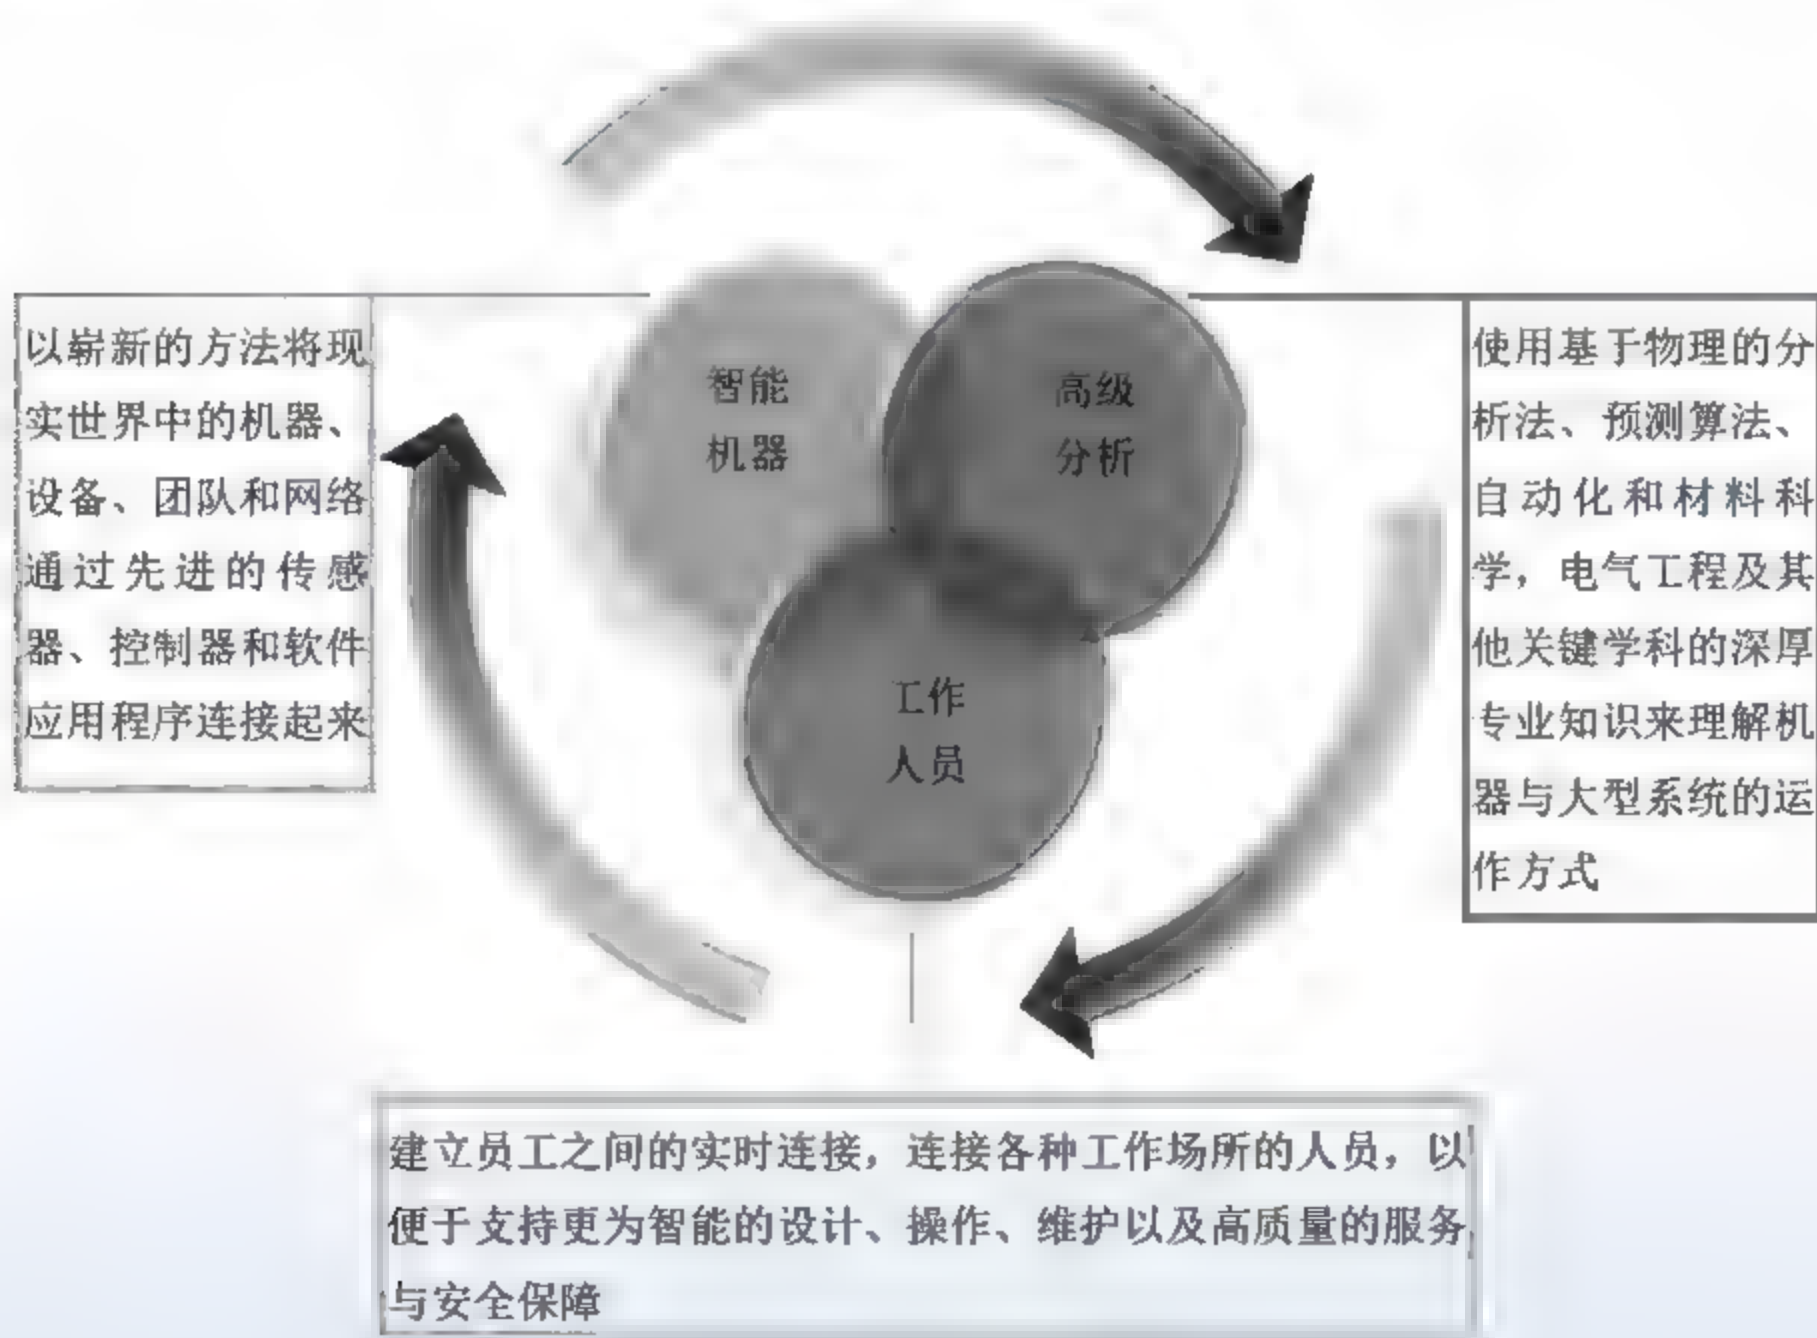 以崭新的方法将现
实世界中的机器、
设备、团队和网络
通过先进的传感
器、控制器和软件
应用程序连接起来
智能
机器
高级
分析
工作
人员
使用基于物理的分
析法、预测算法、
自动化和材料科
学，电气工程及其
他关键学科的深厚
专业知识来理解机
器与大型系统的运
作方式
建立员工之间的实时连接，连接各种工作场所的人员，以
便于支持更为智能的设计、操作、维护以及高质量的服务
与安全保障